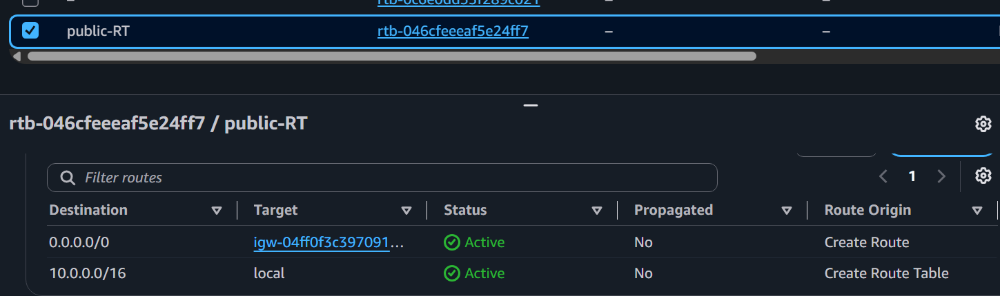 public-RT rtb-046cfeeeaf5e24ff7 – –
rtb-046cfeeeaf5e24ff7 / public-RT
Filter routes
1
Destination Target Status Propagated Route Origin
0.0.0.0/0 igw-04ff0f3c397091... Active No Create Route
10.0.0.0/16 local Active No Create Route Table